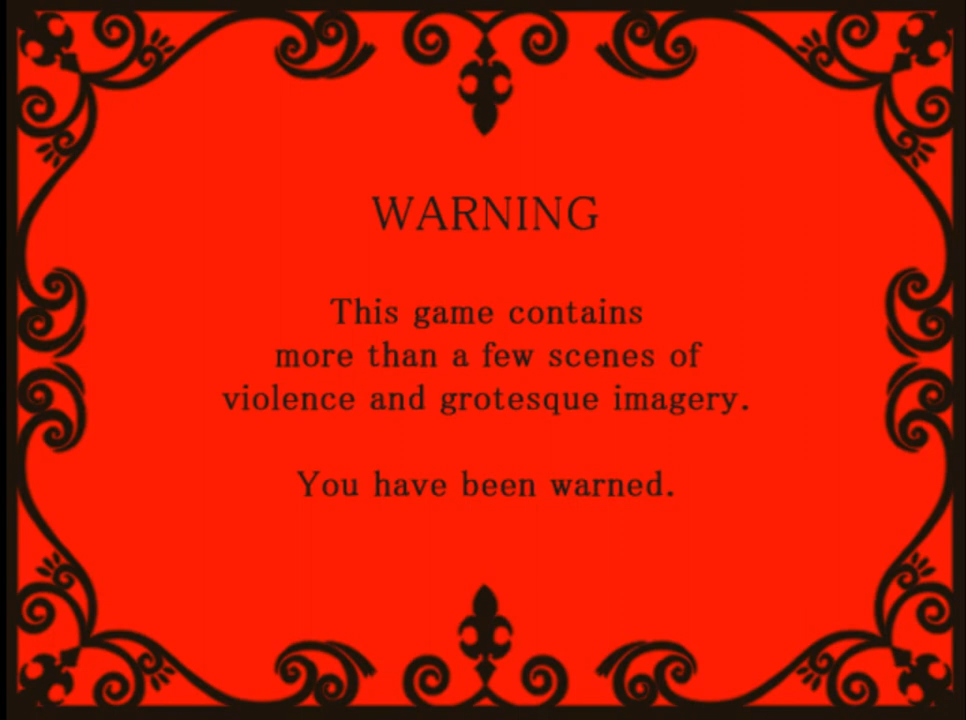 WARNING
This game contains
more than a few scenes of
violence and grotesque imagery.
You have been warned.